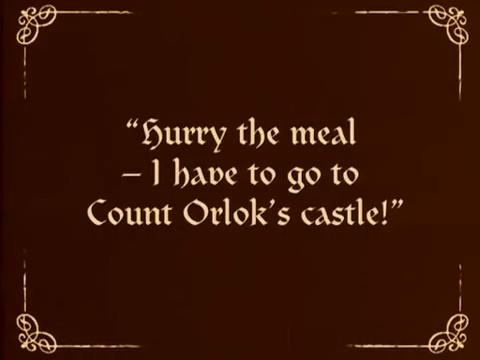 “Hurry the meal
– I have to go to
Count Orlok’s castle!”